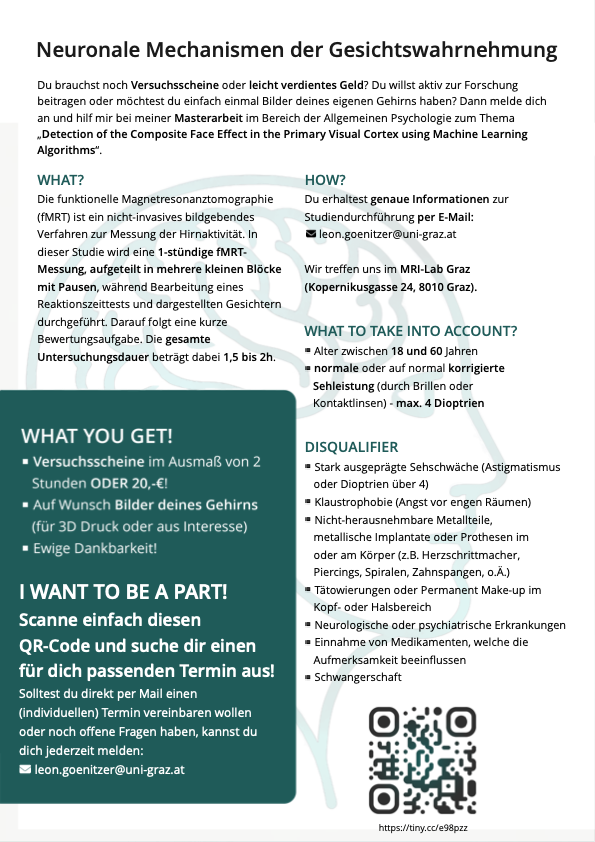 Neuronale Mechanismen der Gesichtswahrnehmung
Du brauchst noch Versuchsscheine oder leicht verdientes Geld? Du willst aktiv zur Forschung
beitragen oder möchtest du einfach einmal Bilder deines eigenen Gehirns haben? Dann melde dich
an und hilf mir bei meiner Masterarbeit im Bereich der Allgemeinen Psychologie zum Thema
„Detection of the Composite Face Effect in the Primary Visual Cortex using Machine Learning
Algorithms“.
WHAT?
Die funktionelle Magnetresonanztomographie
(fMRT) ist ein nicht-invasives bildgebendes
Verfahren zur Messung der Hirnaktivität. In
dieser Studie wird eine 1-stündige fMRT-
Messung, aufgeteilt in mehrere kleinen Blöcke
mit Pausen, während Bearbeitung eines
Reaktionszeittests und dargestellten Gesichtern
durchgeführt. Darauf folgt eine kurze
Bewertungsaufgabe. Die gesamte
Untersuchungsdauer beträgt dabei 1,5 bis 2h.
WHAT YOU GET!
▪ Versuchsscheine im Ausmaß von 2
Stunden ODER 20,-€!
▪ Auf Wunsch Bilder deines Gehirns
(für 3D Druck oder aus Interesse)
▪ Ewige Dankbarkeit!
I WANT TO BE A PART!
Scanne einfach diesen
QR-Code und suche dir einen
für dich passenden Termin aus!
Solltest du direkt per Mail einen
(individuellen) Termin vereinbaren wollen
oder noch offene Fragen haben, kannst du
dich jederzeit melden:
leon.goenitzer@uni-graz.at
HOW?
Du erhaltest genaue Informationen zur
Studiendurchführung per E-Mail:
leon.goenitzer@uni-graz.at
Wir treffen uns im MRI-Lab Graz
(Kopernikusgasse 24, 8010 Graz).
WHAT TO TAKE INTO ACCOUNT?
▪ Alter zwischen 18 und 60 Jahren
▪ normale oder auf normal korrigierte
Sehleistung (durch Brillen oder
Kontaktlinsen) - max. 4 Dioptrien
DISQUALIFIER
▪ Stark ausgeprägte Sehschwäche (Astigmatismus
oder Dioptrien über 4)
▪ Klaustrophobie (Angst vor engen Räumen)
▪ Nicht-herausnehmbare Metallteile,
metallische Implantate oder Prothesen im
oder am Körper (z.B. Herzschrittmacher,
Piercings, Spiralen, Zahnspangen, o.Ä.)
▪ Tätowierungen oder Permanent Make-up im
Kopf- oder Halsbereich
▪ Neurologische oder psychiatrische Erkrankungen
▪ Einnahme von Medikamenten, welche die
Aufmerksamkeit beeinflussen
▪ Schwangerschaft
https://tiny.cc/e98pzz